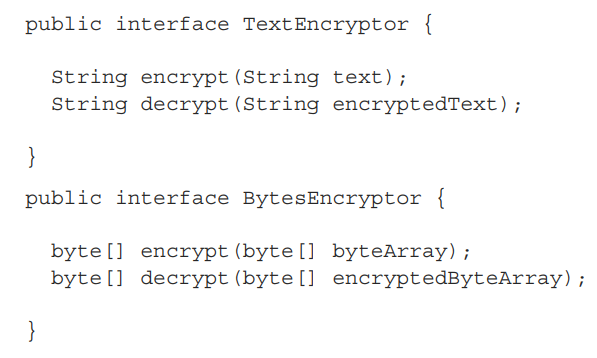 public interface TextEncryptor {
String encrypt(String text);
String decrypt(String encryptedText);
}
public interface BytesEncryptor {
byte[] encrypt(byte[] byteArray);
byte[] decrypt(byte[] encryptedByteArray);
}